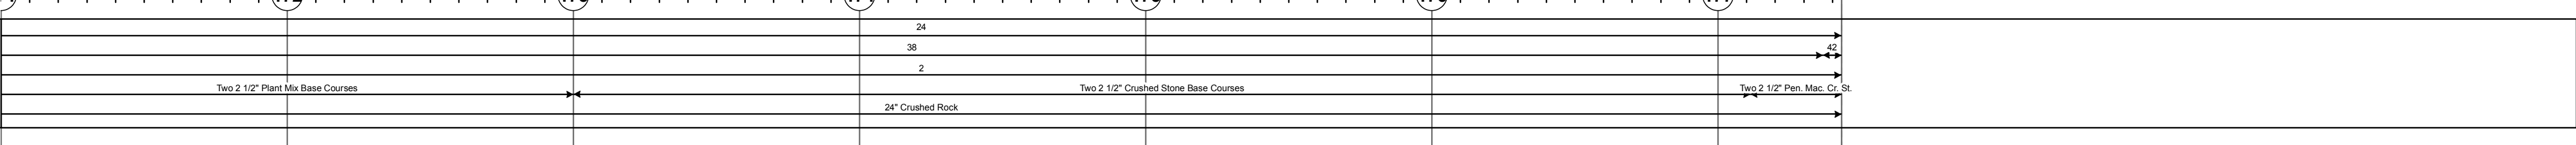 24
38 42
2
Two 2 1/2" Plant Mix Base Courses Two 2 1/2" Crushed Stone Base Courses Two 2 1/2" Pen. Mac. Cr. St.
24" Crushed Rock